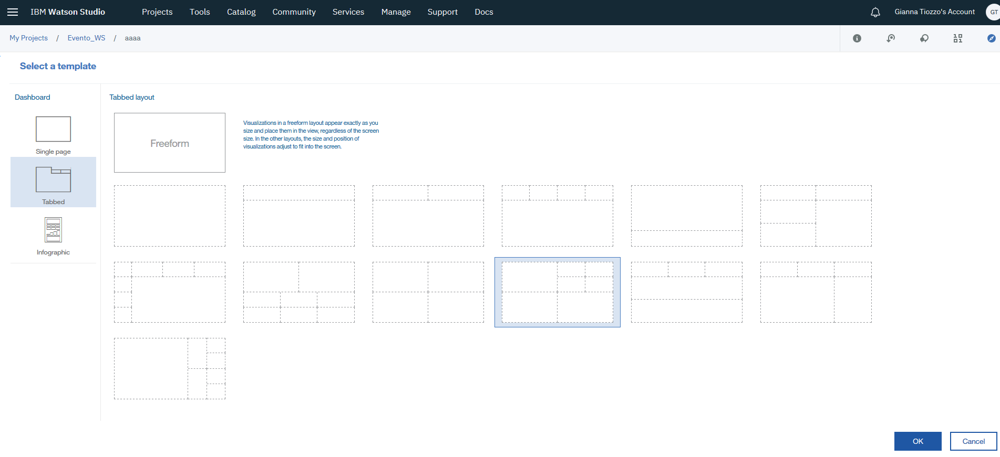 IBM Watson Studio Projects Tools Catalog Community Services Manage Support Docs Gianna Tiozzo's Account GT
My Projects / Evento_WS / aaaa
Select a template
Dashboard
Single page
Tabbed
Infographic
Tabbed layout
Freeform
Visualizations in a freeform layout appear exactly as you
size and place them in the view, regardless of the screen
size. In the other layouts, the size and position of
visualizations adjust to fit into the screen.
OK Cancel